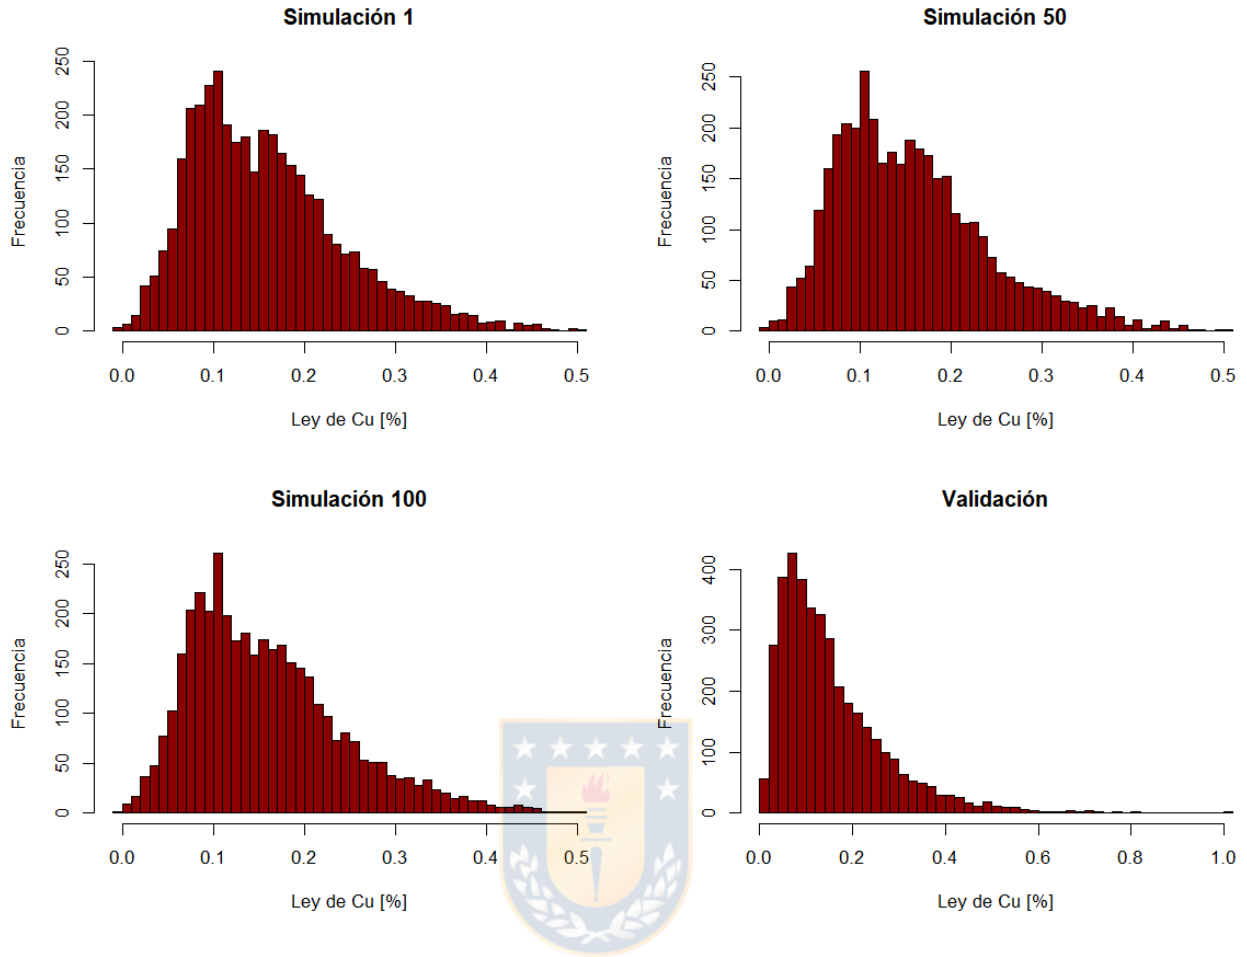 Simulación 1
Frecuencia
0 50 100 150 200 250
0.0 0.1 0.2 0.3 0.4 0.5
Ley de Cu [%]
Simulación 50
Frecuencia
0 50 100 150 200 250
0.0 0.1 0.2 0.3 0.4 0.5
Ley de Cu [%]
Simulación 100
Frecuencia
0 50 100 150 200 250
0.0 0.1 0.2 0.3 0.4 0.5
Ley de Cu [%]
Validación
Frecuencia
0 100 200 300 400
0.0 0.2 0.4 0.6 0.8 1.0
Ley de Cu [%]